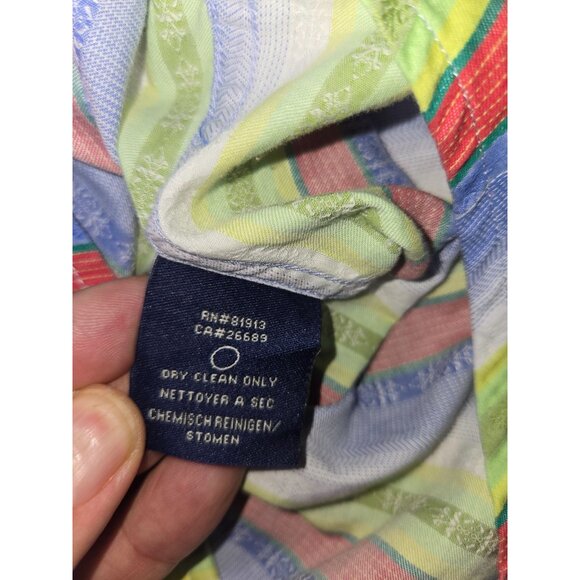 RN#81913
CA#26689
DRY CLEAN ONLY
NETTOYER A SEC
CHEMISCH REINIGEN/
STOMEN